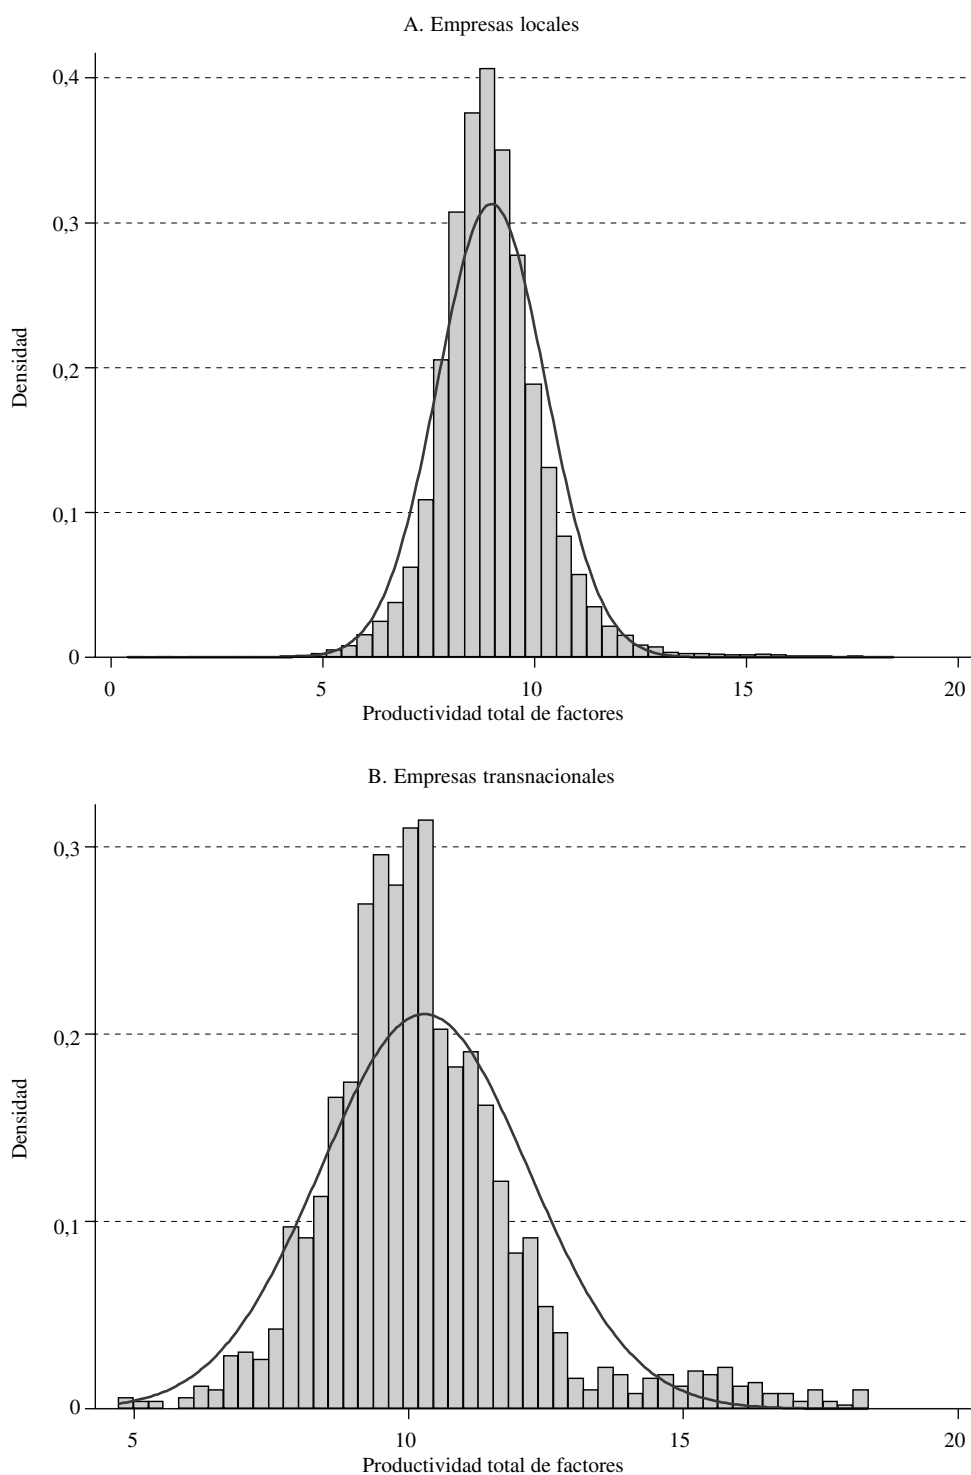 A. Empresas locales
0,4
0,3
0,2
0,1
0
Densidad
0 5 10 15 20
Productividad total de factores
B. Empresas transnacionales
0,3
0,2
0,1
0
Densidad
5 10 15 20
Productividad total de factores